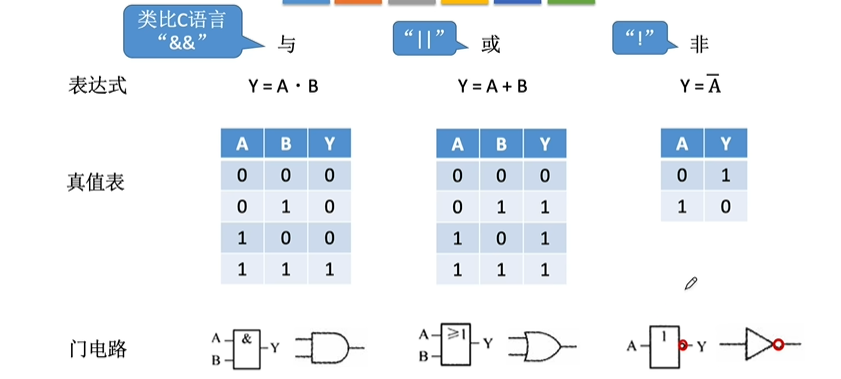 类比C语言
“&&”
与
“||”
或
“!”
非
表达式
Y = A · B
Y = A + B
Y = A̅
真值表
A B Y
0 0 0
0 1 0
1 0 0
1 1 1
A B Y
0 0 0
0 1 1
1 0 1
1 1 1
A Y
0 1
1 0
门电路
A
B
&
Y
A
B
≥1
Y
A
1
Y